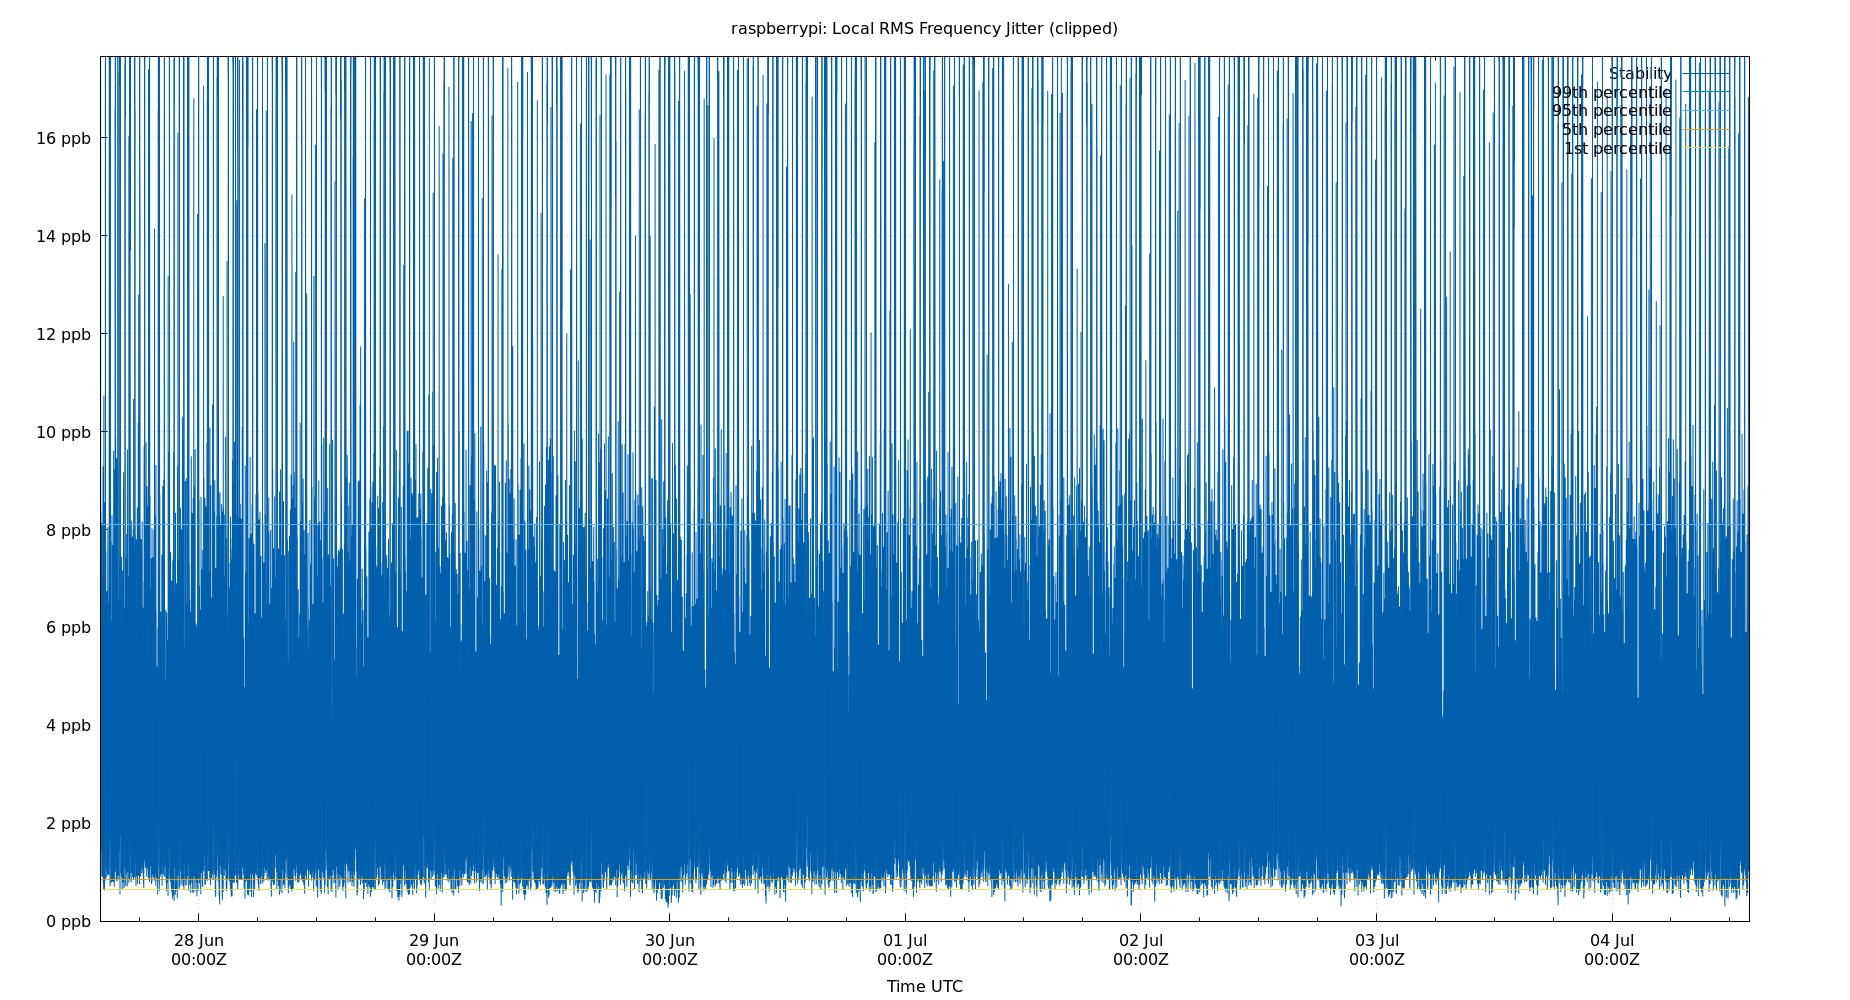 raspberrypi: Local RMS Frequency Jitter (clipped)
Stability
99th percentile
95th percentile
5th percentile
1st percentile
16 ppb
14 ppb
12 ppb
10 ppb
8 ppb
6 ppb
4 ppb
2 ppb
0 ppb
28 Jun 29 Jun 30 Jun 01 Jul 02 Jul 03 Jul 04 Jul
00:00Z 00:00Z 00:00Z 00:00Z 00:00Z 00:00Z 00:00Z
Time UTC